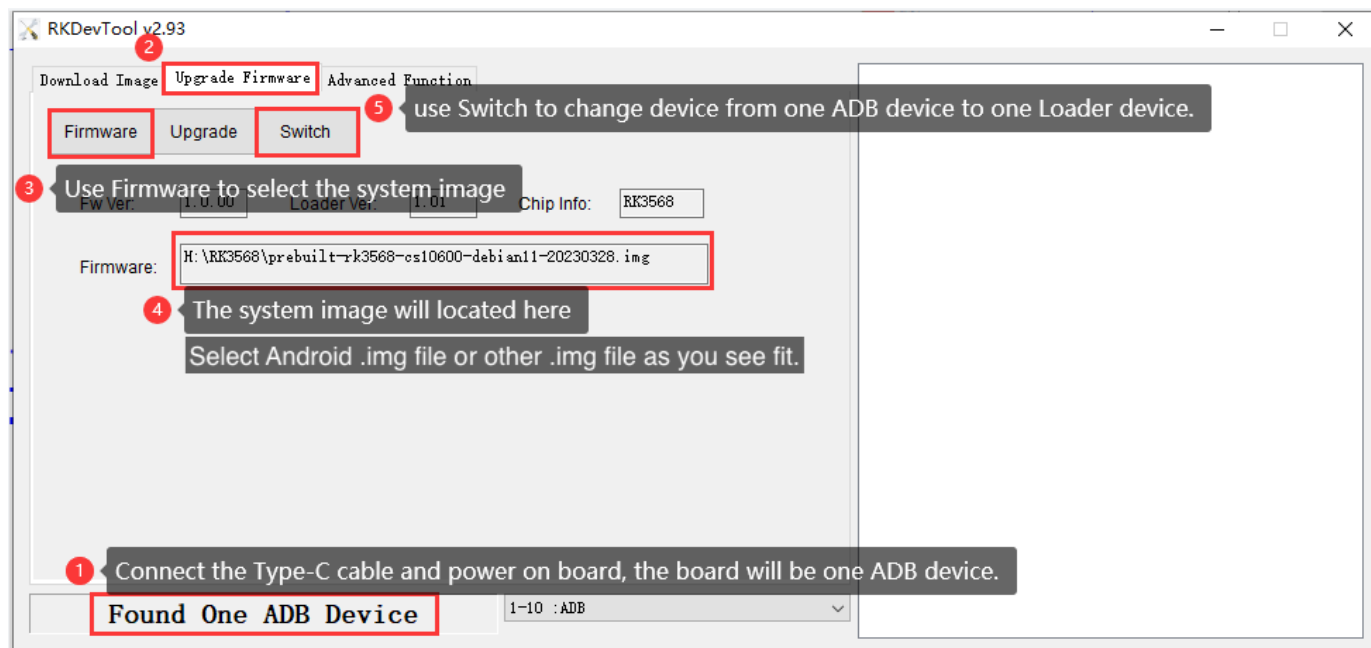 RKDevTool v2.93
2
Download Image Upgrade Firmware Advanced Function
5 use Switch to change device from one ADB device to one Loader device.
Firmware Upgrade Switch
3 Use Firmware to select the system image
Fw Ver: 1.0.00 Loader Ver: 1.01 Chip Info: RK3568
Firmware: H:\RK3568\prebuilt-rk3568-cs10600-debian11-20230328.img
4 The system image will located here
Select Android .img file or other .img file as you see fit.
1 Connect the Type-C cable and power on board, the board will be one ADB device.
Found One ADB Device 1-10 :ADB